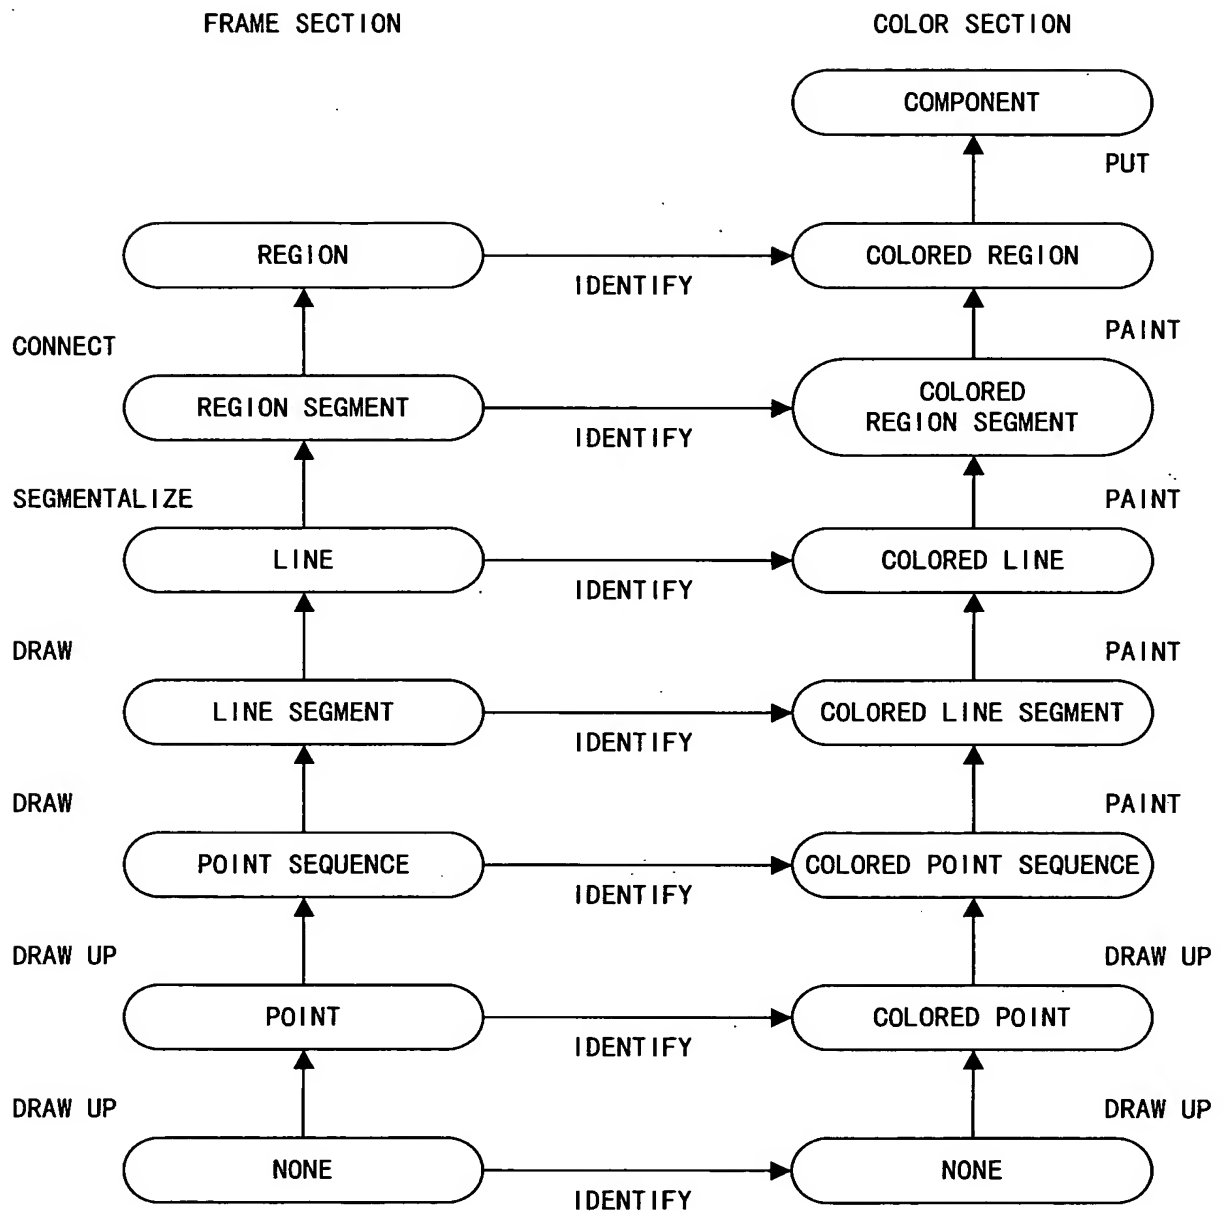 FRAME SECTION
COLOR SECTION
COMPONENT
PUT
REGION
COLORED REGION
IDENTIFY
CONNECT
PAINT
REGION SEGMENT
COLORED
REGION SEGMENT
IDENTIFY
SEGMENTALIZE
PAINT
LINE
COLORED LINE
IDENTIFY
DRAW
PAINT
LINE SEGMENT
COLORED LINE SEGMENT
IDENTIFY
DRAW
PAINT
POINT SEQUENCE
COLORED POINT SEQUENCE
IDENTIFY
DRAW UP
DRAW UP
POINT
COLORED POINT
IDENTIFY
DRAW UP
DRAW UP
NONE
NONE
IDENTIFY